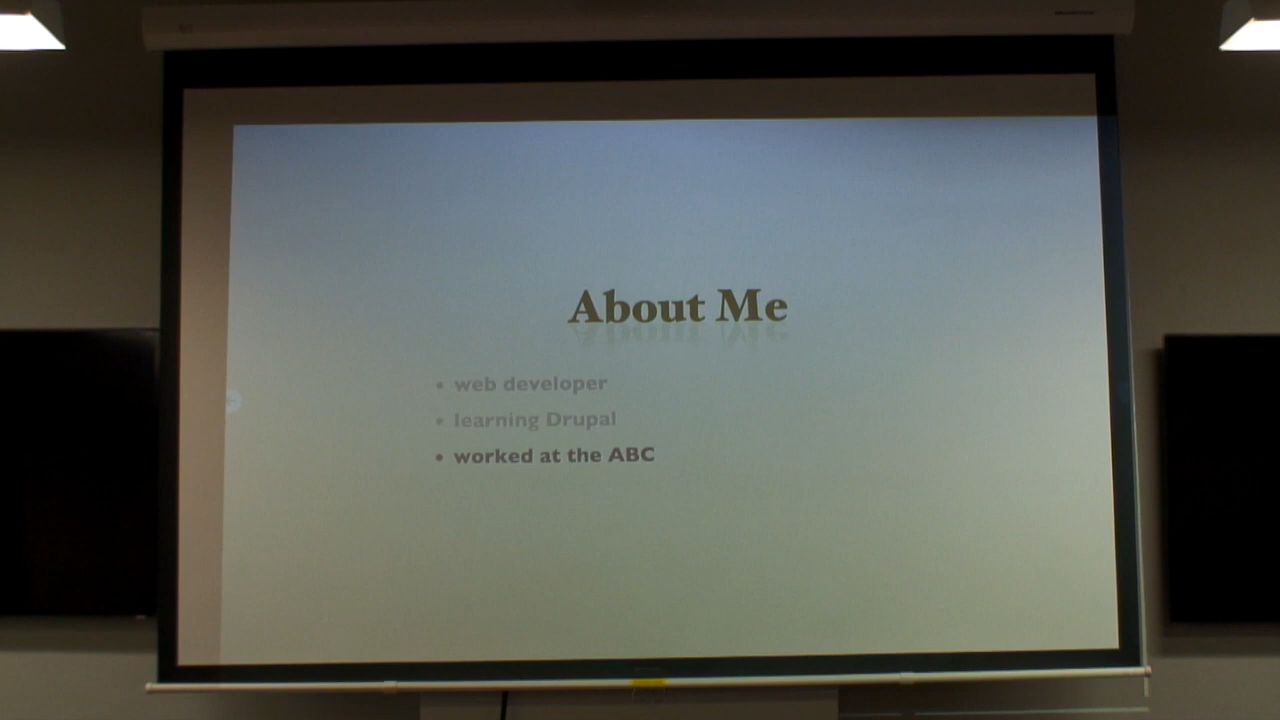 About Me
• web developer
• learning Drupal
• worked at the ABC